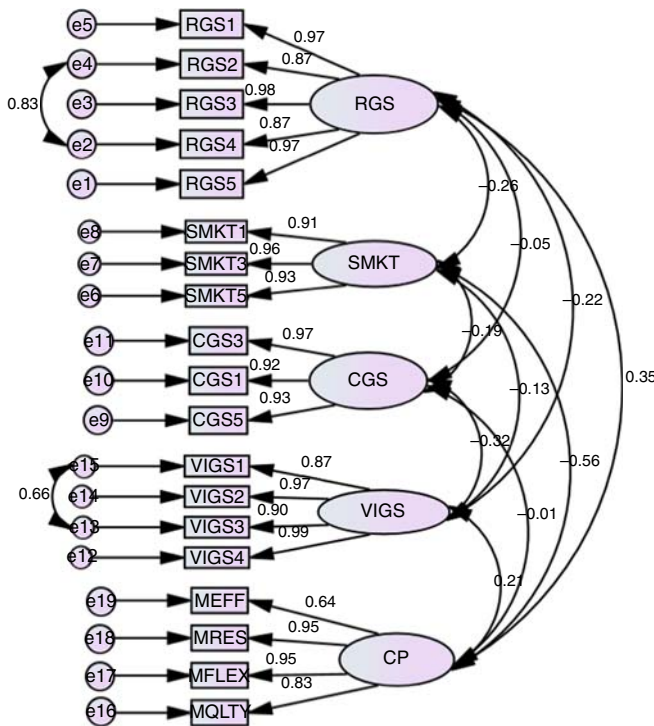 e5 RGS1 0.97
e4 RGS2 0.87
0.83 e3 RGS3 0.98 RGS
e2 RGS4 0.87
0.97
e1 RGS5
–0.26
e8 SMKT1 0.91
–0.05
e7 SMKT3 0.96 SMKT
e6 SMKT5 0.93
–0.22
–0.19
e11 CGS3 0.97
e10 CGS1 0.92 CGS
0.35
–0.13
e9 CGS5 0.93
–0.32
–0.56
e15 VIGS1 0.87
0.66 e14 VIGS2 0.97
e13 VIGS3 0.90 VIGS
–0.01
e12 VIGS4 0.99
0.21
e19 MEFF 0.64
e18 MRES 0.95
CP
e17 MFLEX 0.95
e16 MQLTY 0.83